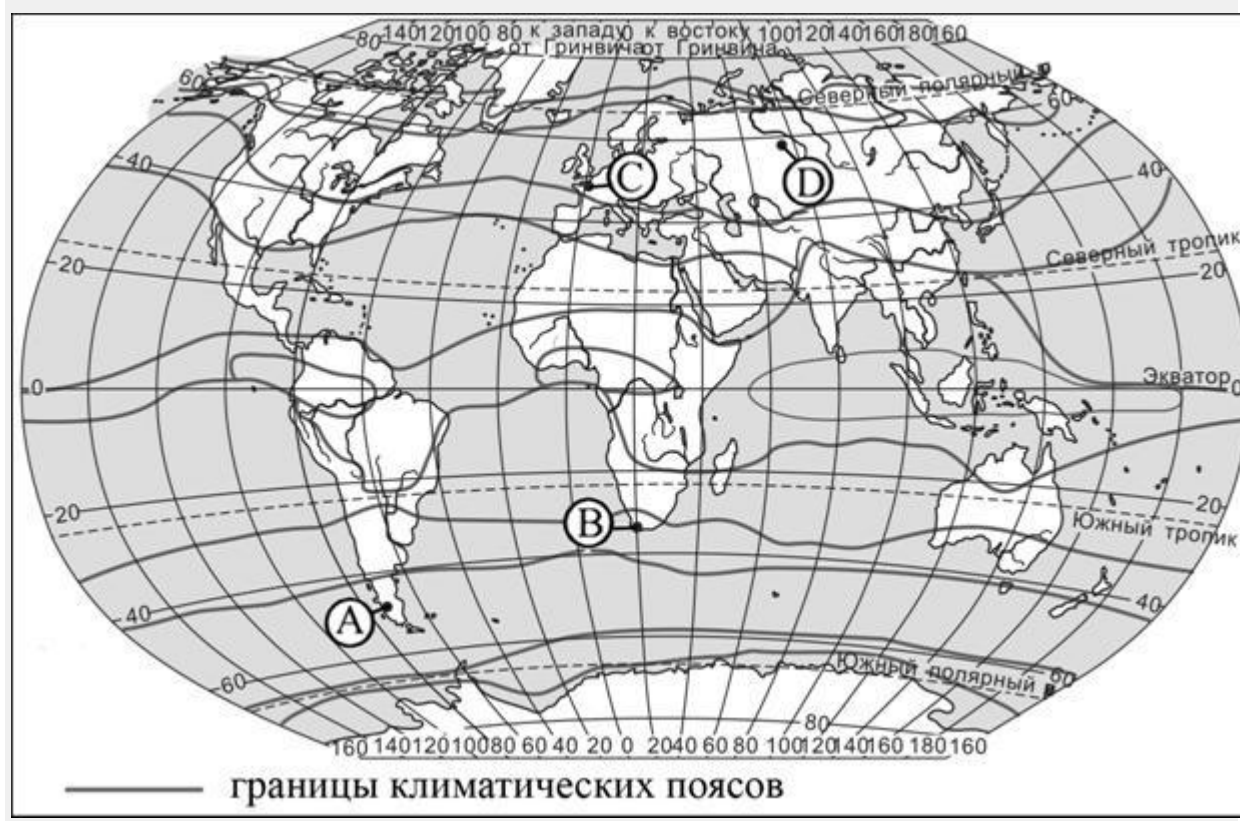 140 120 100 80 к западу 0 к востоку 100 120 140 160 180 160
80 от Гринвича от Гринвича
60 Северный полярный
60
40
C
D
40
20
Северный тропик
20
0
Экватор 0
20
B
20
Южный тропик
40
A
40
60
Южный полярный
60
80
160 140 120 100 80 60 40 20 0 20 40 60 80 100 120 140 160 180 160
границы климатических поясов